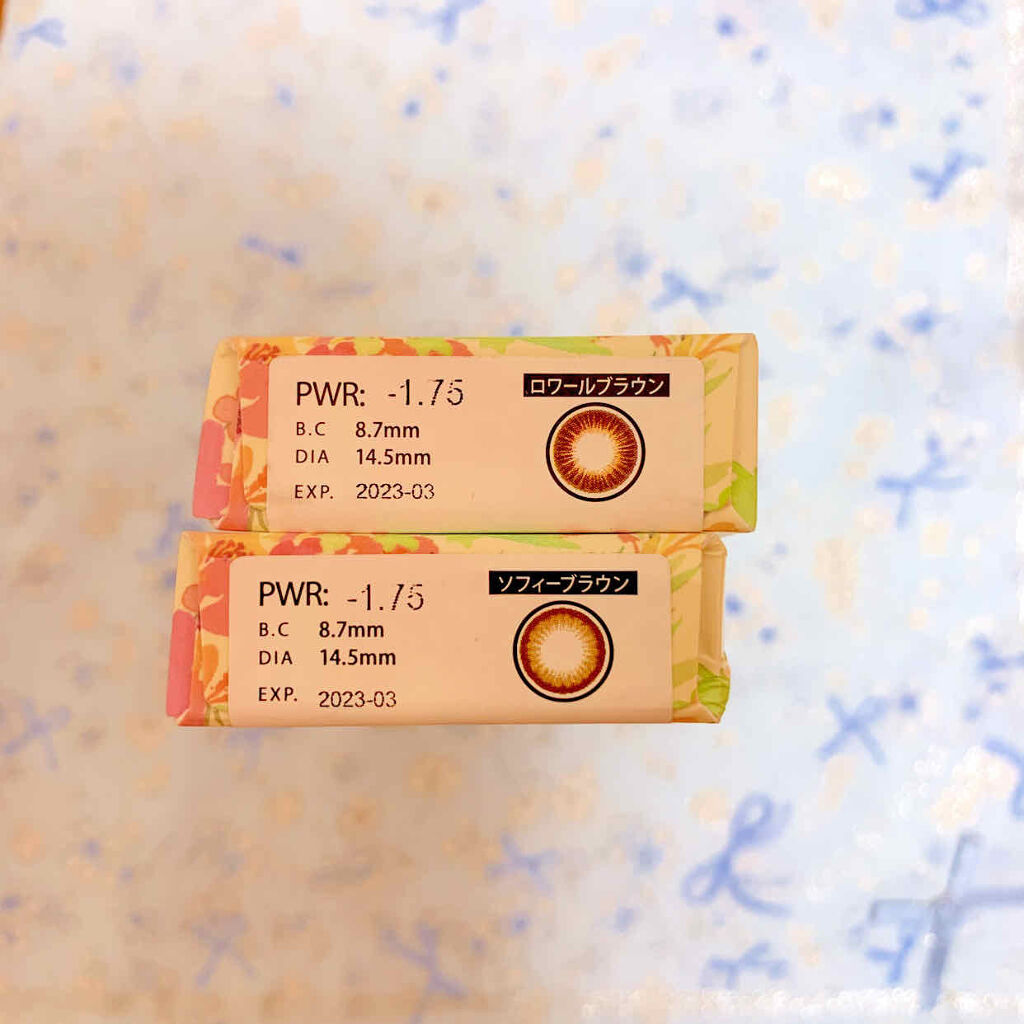 PWR: -1.75
ロワールブラウン
B.C 8.7mm
DIA 14.5mm
EXP. 2023-03
PWR: -1.75
ソフィーブラウン
B.C 8.7mm
DIA 14.5mm
EXP. 2023-03